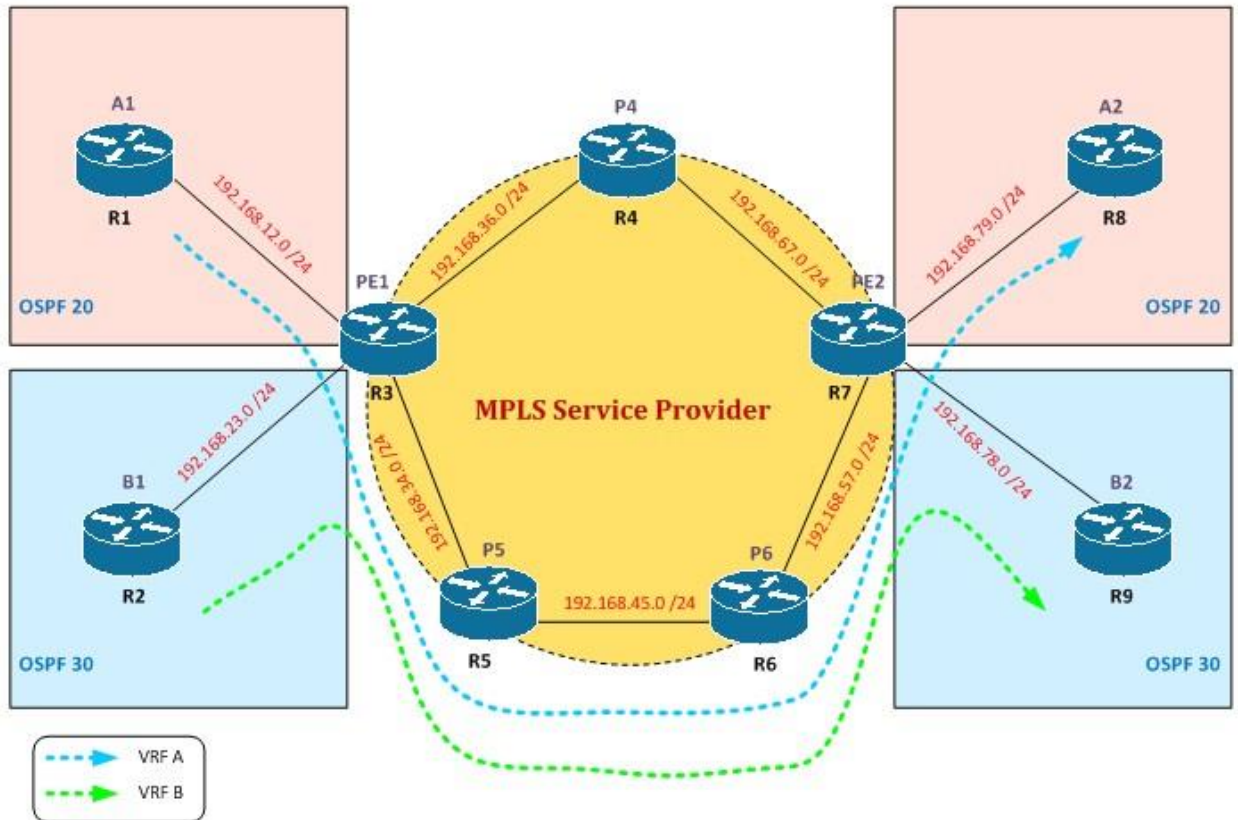 A1
P4
A2
192.168.12.0 /24
192.168.36.0 /24
192.168.67.0 /24
192.168.79.0 /24
R1
R4
R8
PE1
PE2
OSPF 20
OSPF 20
R3
R7
MPLS Service Provider
192.168.23.0 /24
192.168.34.0 /24
192.168.57.0 /24
192.168.78.0 /24
B1
B2
P5
P6
R2
R9
192.168.45.0 /24
R5
R6
OSPF 30
OSPF 30
VRF A
VRF B